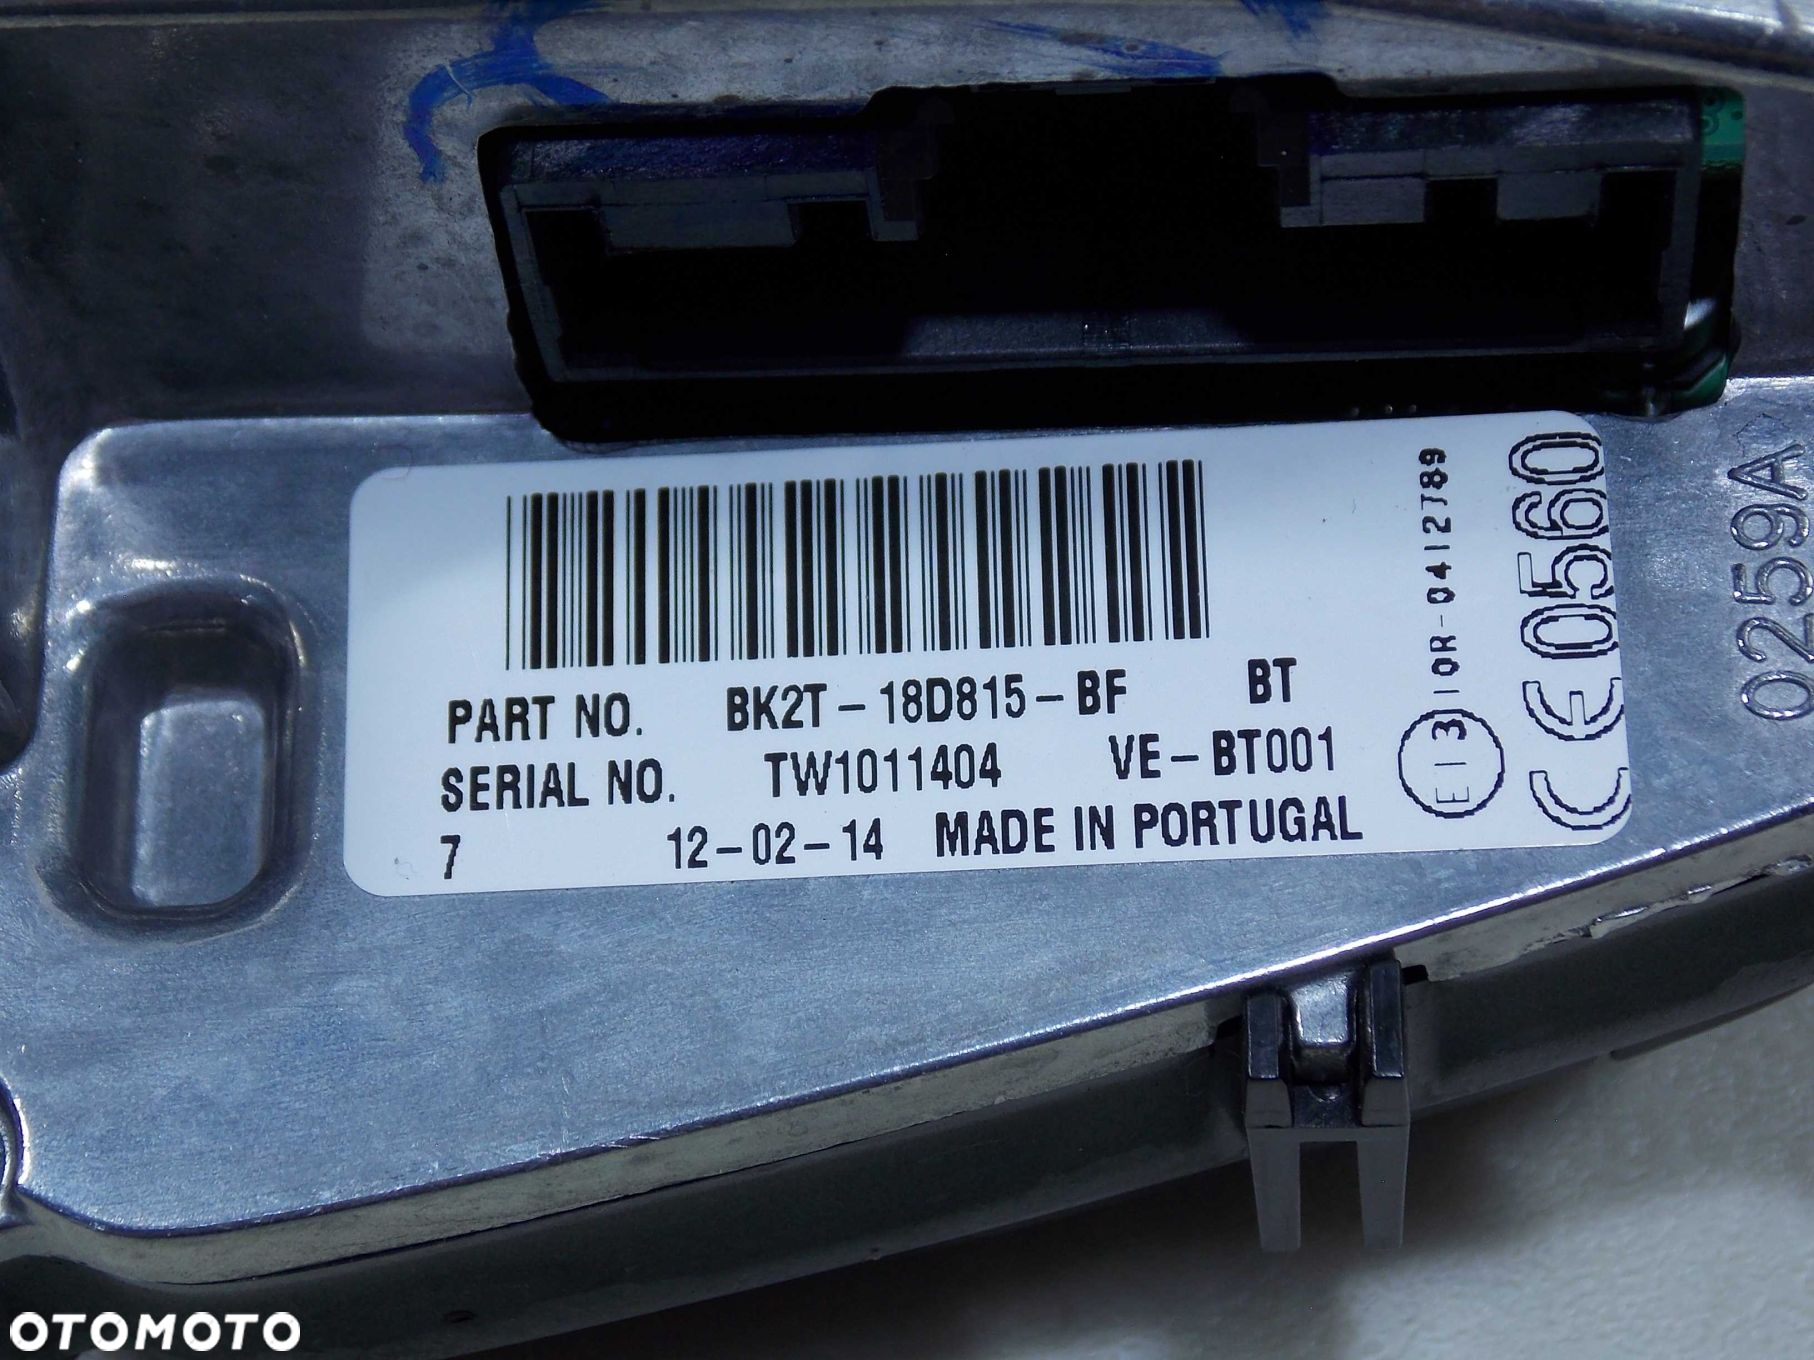 PART NO. BK2T-18D815-BF BT
SERIAL NO. TW1011404 VE-BT001
7 12-02-14 MADE IN PORTUGAL
E13 10R-0412789
CE0560
0259A
OTOMOTO